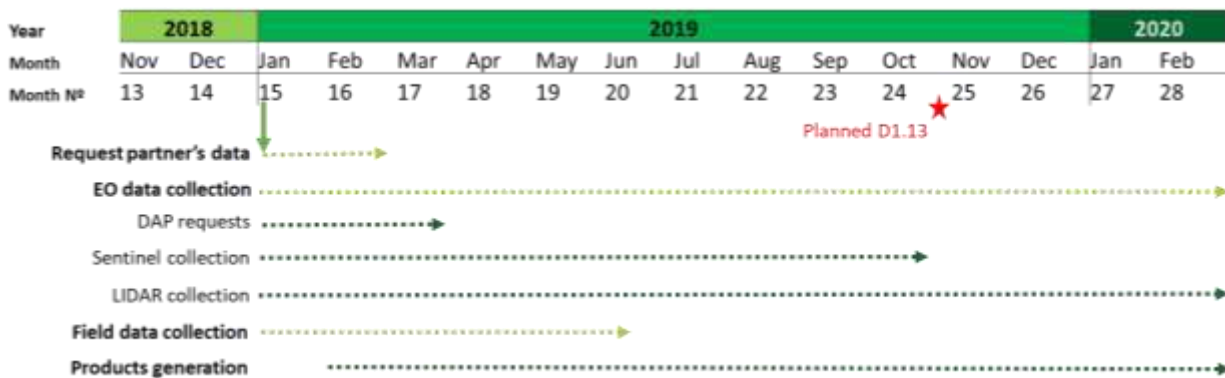 Year 2018 2019 2020
Month Nov Dec Jan Feb Mar Apr May Jun Jul Aug Sep Oct Nov Dec Jan Feb
Month Nº 13 14 15 16 17 18 19 20 21 22 23 24 25 26 27 28
Planned D1.13
Request partner's data
EO data collection
DAP requests
Sentinel collection
LIDAR collection
Field data collection
Products generation